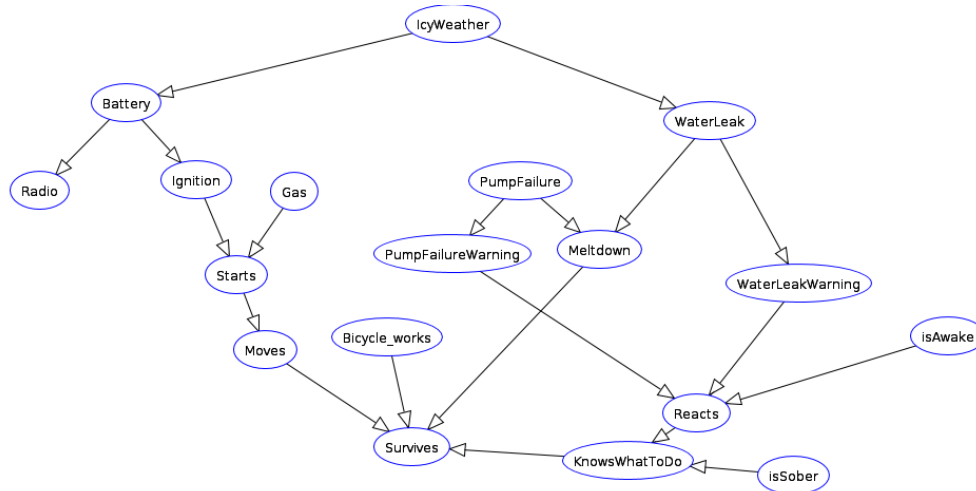 IcyWeather
Battery
WaterLeak
Radio
Ignition
Gas
PumpFailure
PumpFailureWarning
Meltdown
Starts
WaterLeakWarning
Bicycle_works
isAwake
Moves
Reacts
Survives
KnowsWhatToDo
isSober